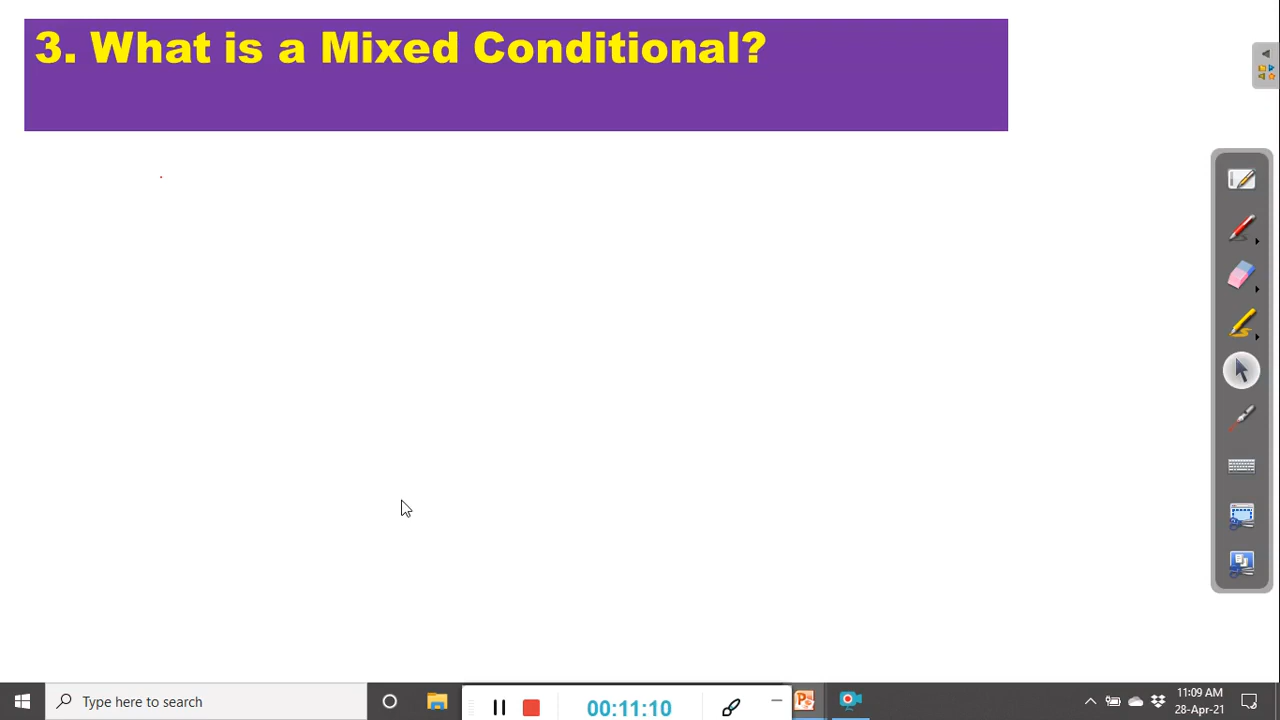 3. What is a Mixed Conditional?
Type here to search
00:11:10
11:09 AM
28-Apr-21